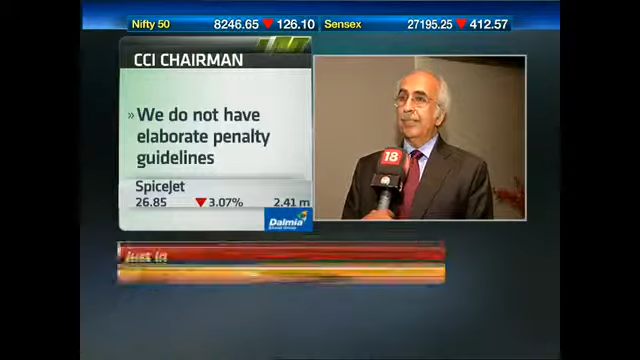 Nifty 50 8246.65 ▼ 126.10 Sensex 27195.25 ▼ 412.57
CCI CHAIRMAN
» We do not have
elaborate penalty
guidelines
SpiceJet
26.85 ▼ 3.07% 2.41 m
Dalmia
18
Just In